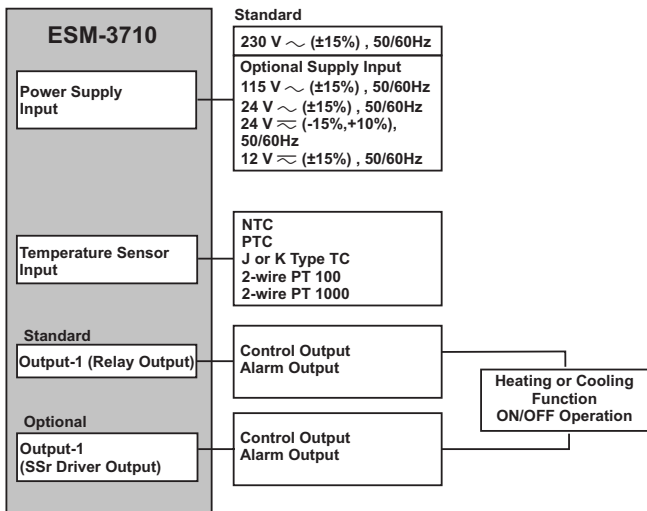 ESM-3710
Standard
230 V ~ (±15%) , 50/60Hz
Power Supply
Input
Optional Supply Input
115 V ~ (±15%) , 50/60Hz
24 V ~ (±15%) , 50/60Hz
24 V ⎓ (-15%,+10%),
50/60Hz
12 V ⎓ (±15%) , 50/60Hz
Temperature Sensor
Input
NTC
PTC
J or K Type TC
2-wire PT 100
2-wire PT 1000
Standard
Output-1 (Relay Output)
Control Output
Alarm Output
Heating or Cooling
Function
ON/OFF Operation
Optional
Output-1
(SSr Driver Output)
Control Output
Alarm Output